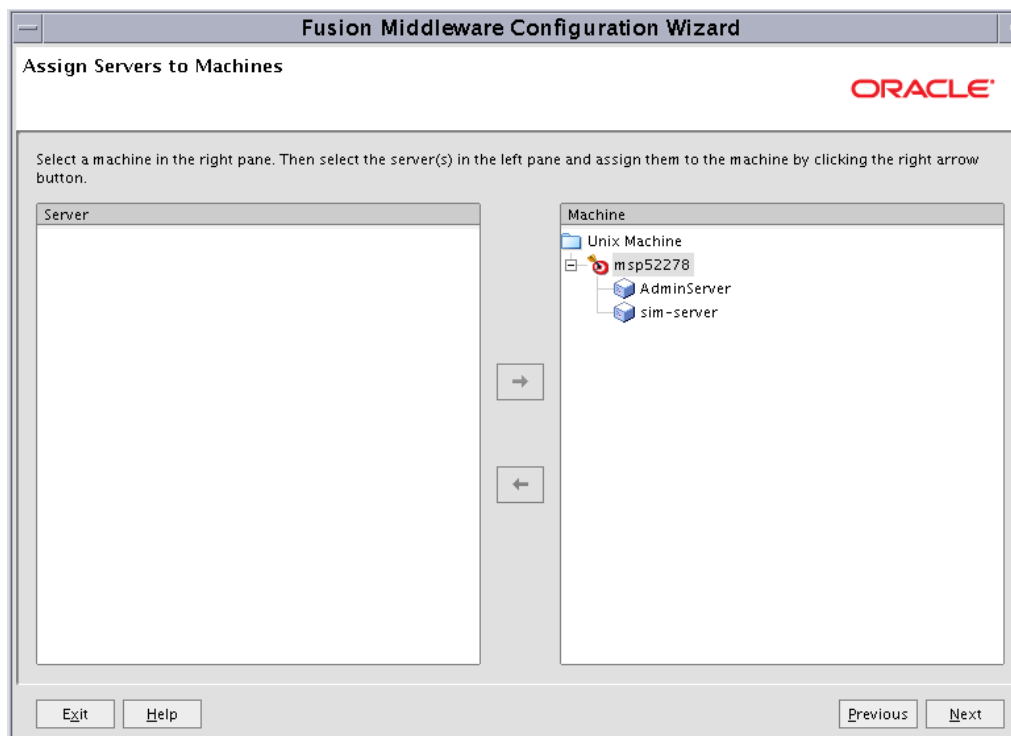 Fusion Middleware Configuration Wizard
Assign Servers to Machines
ORACLE
Select a machine in the right pane. Then select the server(s) in the left pane and assign them to the machine by clicking the right arrow
button.
Server
Machine
Unix Machine
msp52278
AdminServer
sim-server
Exit
Help
Previous
Next